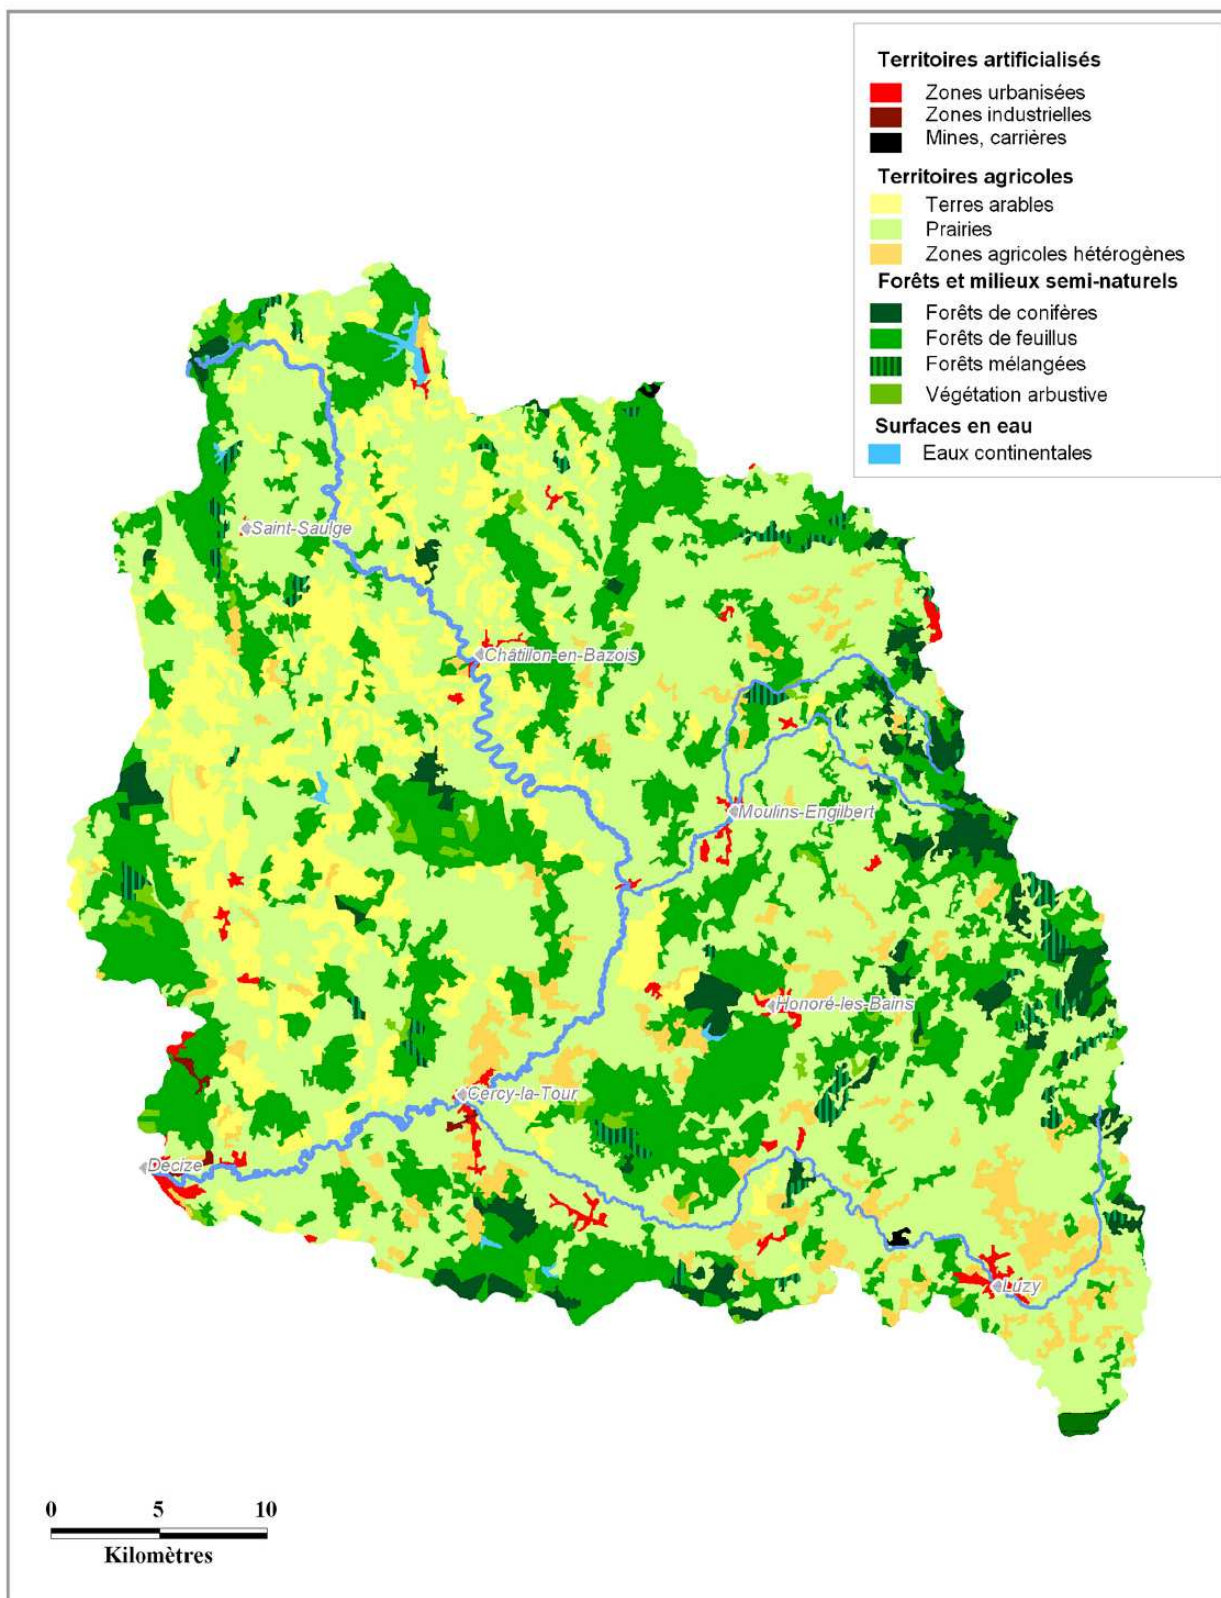 Territoires artificialisés
Zones urbanisées
Zones industrielles
Mines, carrières
Territoires agricoles
Terres arables
Prairies
Zones agricoles hétérogènes
Forêts et milieux semi-naturels
Forêts de conifères
Forêts de feuillus
Forêts mélangées
Végétation arbustive
Surfaces en eau
Eaux continentales
Saint-Saulge
Châtillon-en-Bazois
Moulins-Engilbert
Honoré-les-Bains
Cercy-la-Tour
Decize
Luzy
0 5 10
Kilomètres